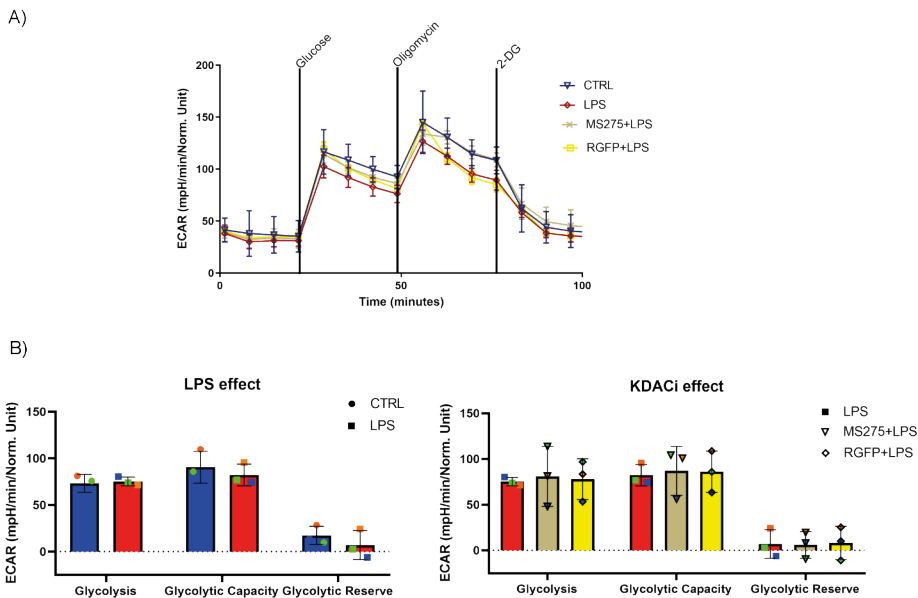 A)
Glucose
Oligomycin
2-DG
200
150
100
50
0
ECAR (mpH/min/Norm. Unit)
0
50
100
Time (minutes)
CTRL
LPS
MS275+LPS
RGFP+LPS
B)
LPS effect
150
100
50
0
ECAR (mpH/min/Norm. Unit)
Glycolysis
Glycolytic Capacity
Glycolytic Reserve
CTRL
LPS
KDACi effect
150
100
50
0
ECAR (mpH/min/Norm. Unit)
Glycolysis
Glycolytic Capacity
Glycolytic Reserve
LPS
MS275+LPS
RGFP+LPS